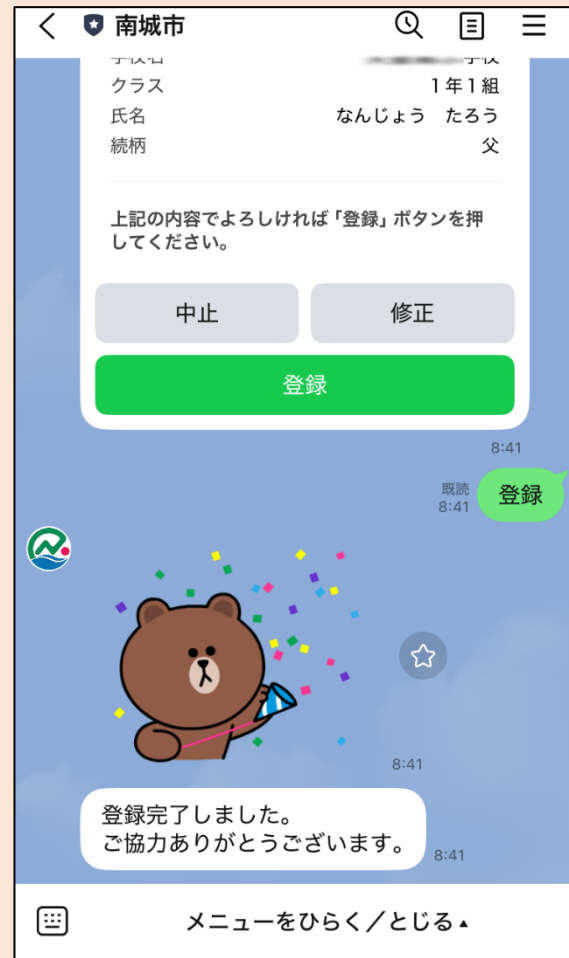 南城市
学校名 学校
クラス 1年1組
氏名 なんじょう たろう
続柄 父
上記の内容でよろしければ「登録」ボタンを押
してください。
中止 修正
登録
8:41
既読
8:41
登録
8:41
登録完了しました。
ご協力ありがとうございます。
8:41
メニューをひらく／とじる▲